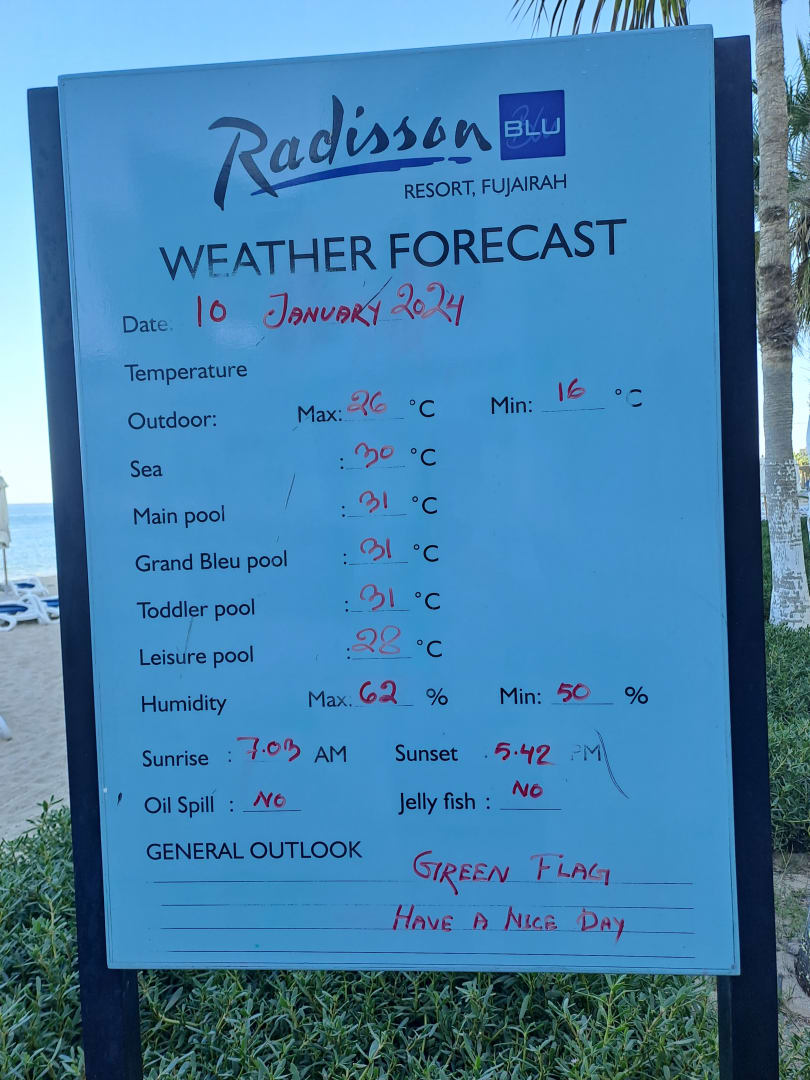 Radisson BLU
RESORT, FUJAIRAH
WEATHER FORECAST
Date: 10 JANUARY 2024
Temperature
Outdoor: Max: 26 °C Min: 16 °C
Sea : 30 °C
Main pool : 31 °C
Grand Bleu pool : 31 °C
Toddler pool : 31 °C
Leisure pool : 28 °C
Humidity Max. 62 % Min: 50 %
Sunrise : 7.03 AM Sunset . 5.42 PM
Oil Spill : NO Jelly fish : NO
GENERAL OUTLOOK
GREEN FLAG
HAVE A NICE DAY